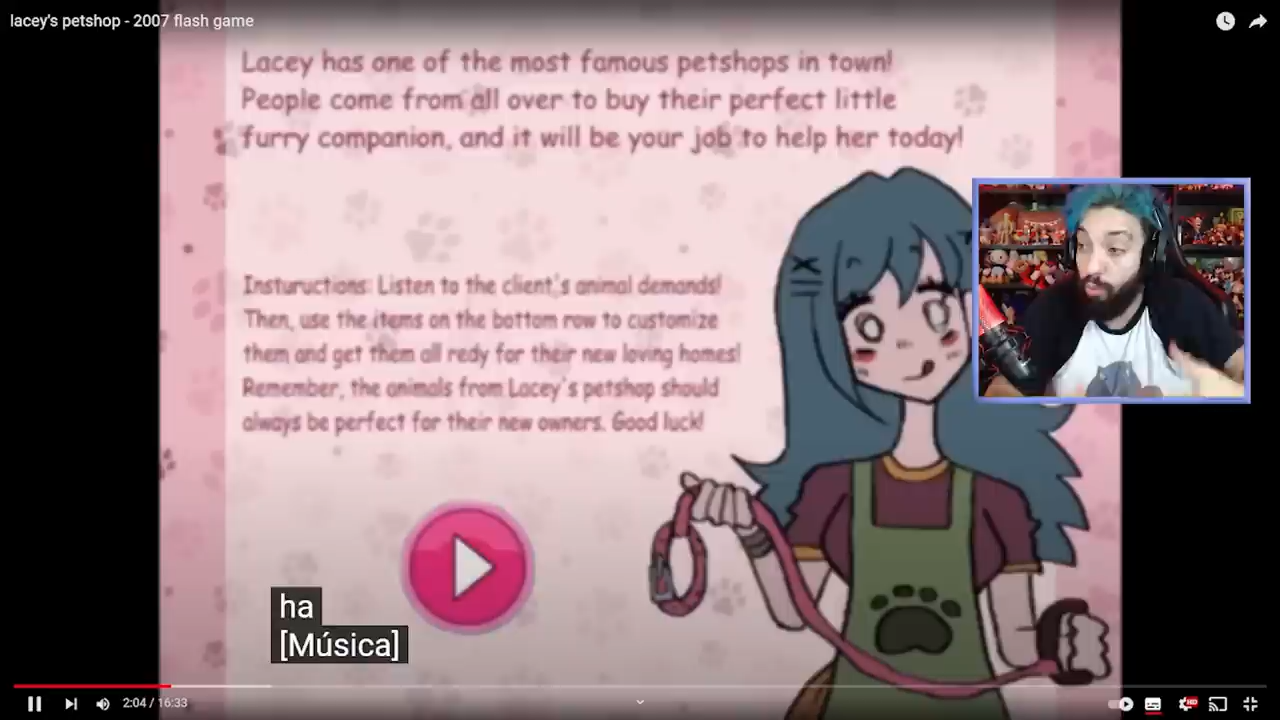 lacey's petshop - 2007 flash game
Lacey has one of the most famous petshops in town!
People come from all over to buy their perfect little
furry companion, and it will be your job to help her today!
Instuructions: Listen to the client's animal demands!
Then, use the items on the bottom row to customize
them and get them all redy for their new loving homes!
Remember, the animals from Lacey's petshop should
always be perfect for their new owners. Good luck!
ha
[Música]
2:04 / 16:33
HD